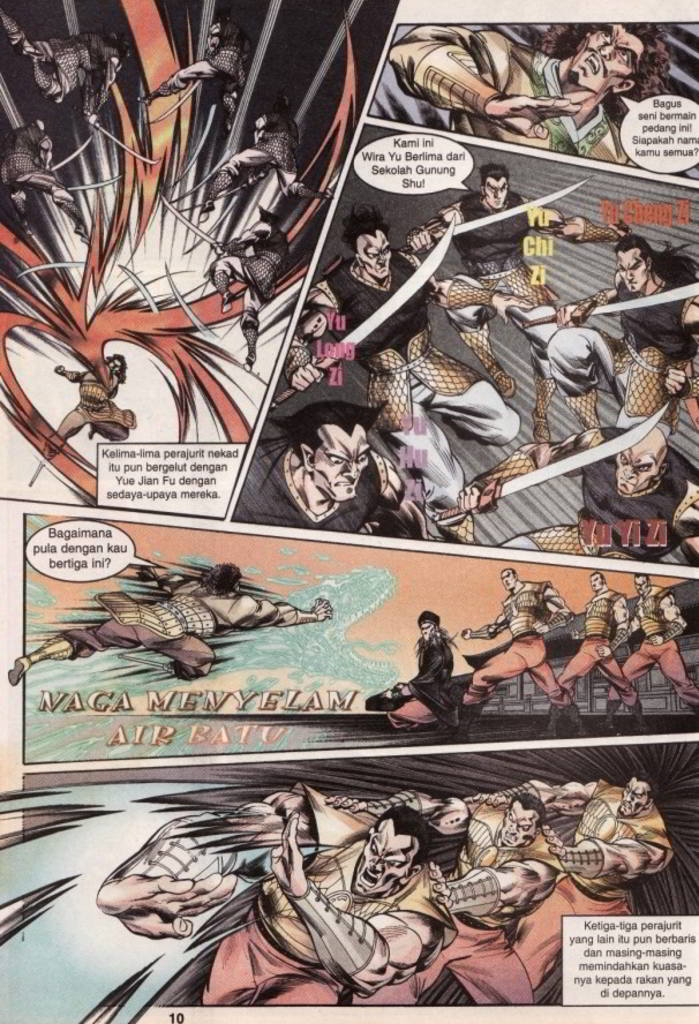 Bagus
seni bermain
pedang ini!
Siapakah nama
kamu semua?
Kami ini
Wira Yu Berlima dari
Sekolah Gunung
Shu!
Yu
Chi
Zi
Yu Cheng Zi
Yu
Long
Zi
Yu
Hu
Zi
Yu Yi Zi
Kelima-lima perajurit nekad
itu pun bergelut dengan
Yue Jian Fu dengan
sedaya-upaya mereka.
Bagaimana
pula dengan kau
bertiga ini?
NAGA MENYELAM
AIR BATU
Ketiga-tiga perajurit
yang lain itu pun berbaris
dan masing-masing
memindahkan kuasa-
nya kepada rakan yang
di depannya.
10